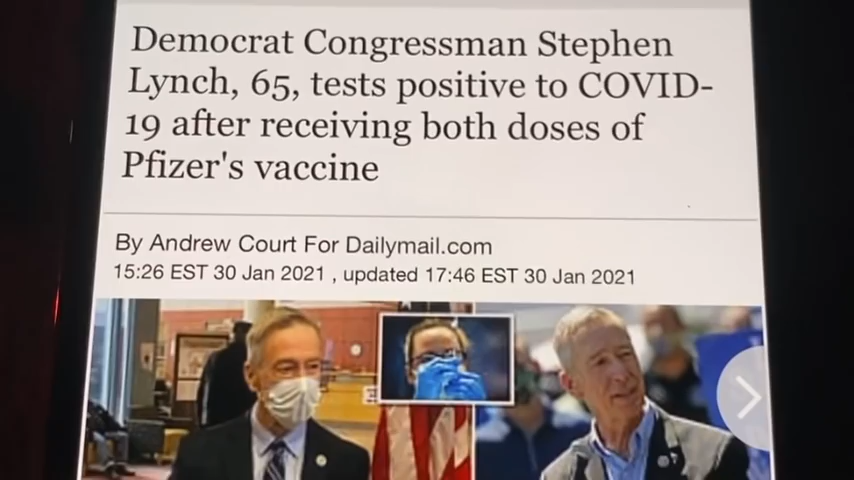 Democrat Congressman Stephen
Lynch, 65, tests positive to COVID-
19 after receiving both doses of
Pfizer's vaccine
By Andrew Court For Dailymail.com
15:26 EST 30 Jan 2021 , updated 17:46 EST 30 Jan 2021